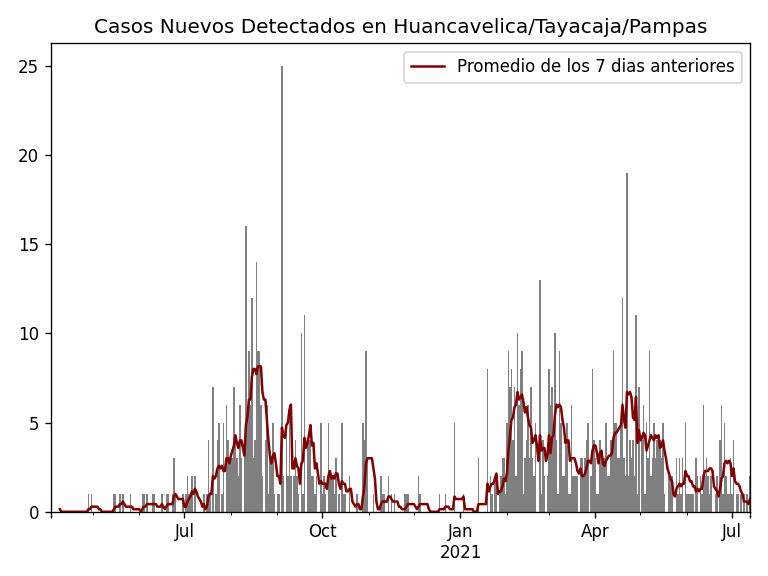 Casos Nuevos Detectados en Huancavelica/Tayacaja/Pampas
Promedio de los 7 dias anteriores
25
20
15
10
5
0
Jul
Oct
Jan
2021
Apr
Jul